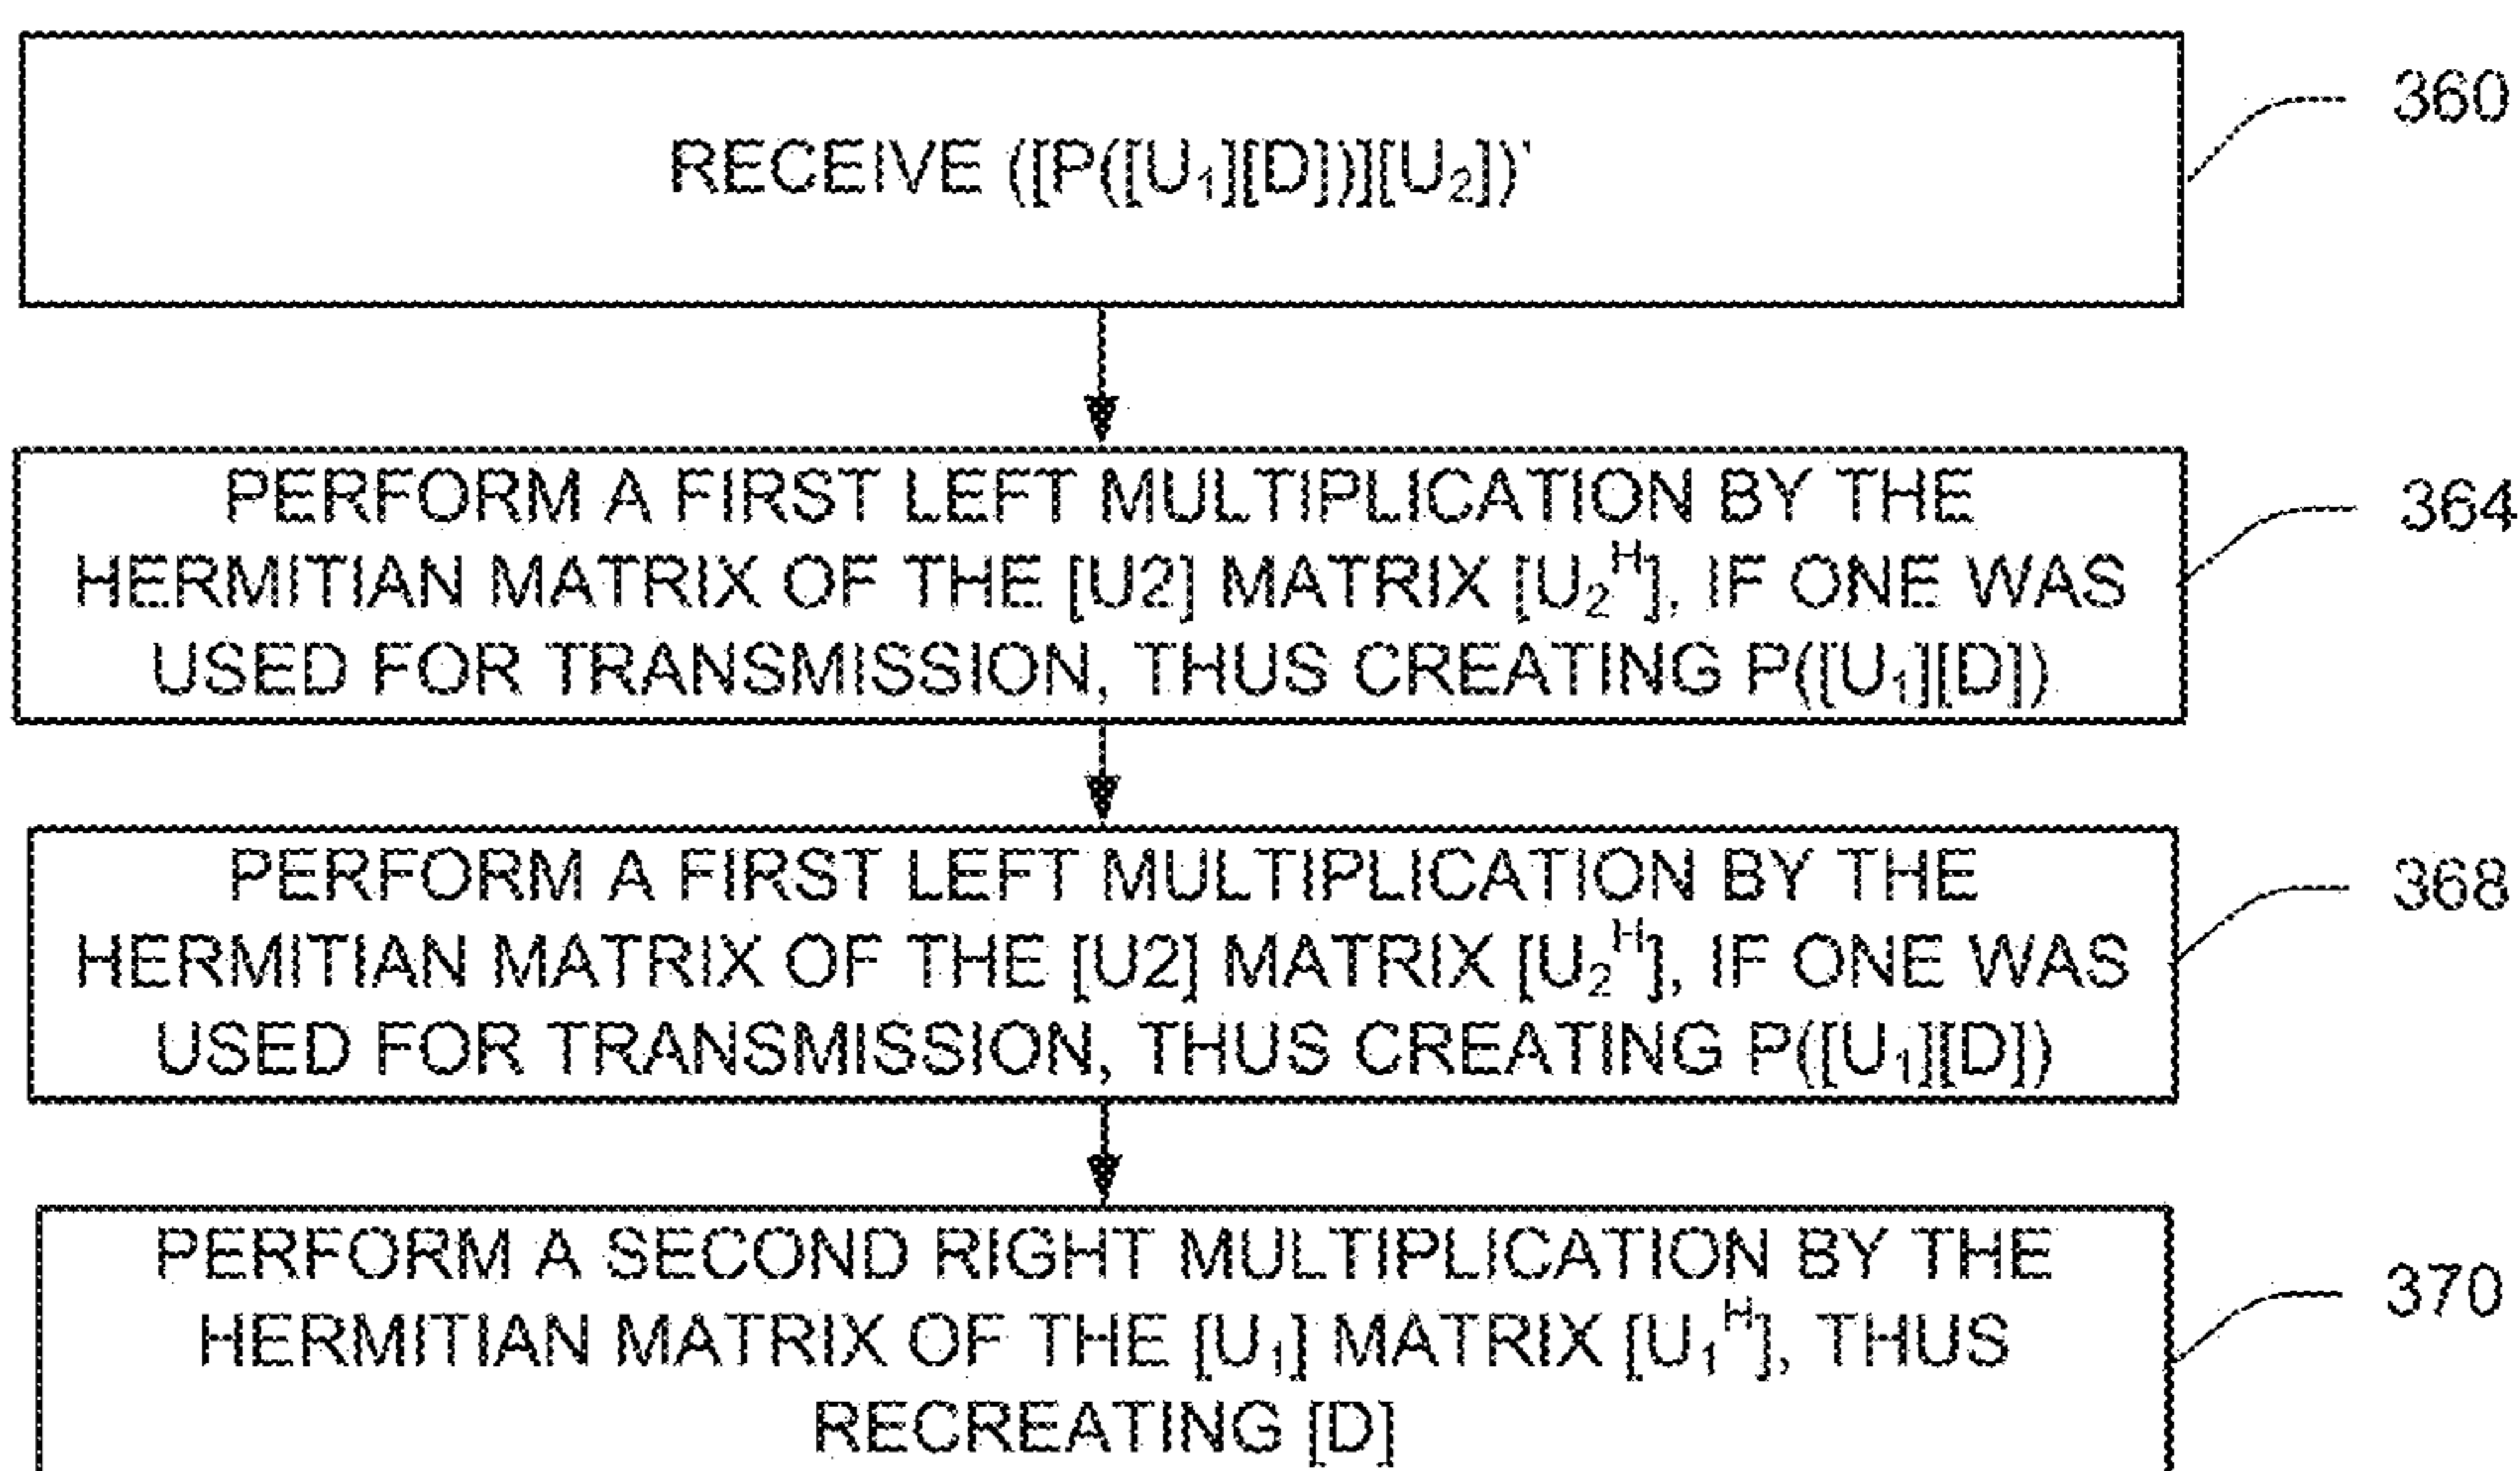 RECEIVE ([P([U₁][D])][U₂])'
360
PERFORM A FIRST LEFT MULTIPLICATION BY THE
HERMITIAN MATRIX OF THE [U2] MATRIX [U₂ᴴ], IF ONE WAS
USED FOR TRANSMISSION, THUS CREATING P([U₁][D])
364
PERFORM A FIRST LEFT MULTIPLICATION BY THE
HERMITIAN MATRIX OF THE [U2] MATRIX [U₂ᴴ], IF ONE WAS
USED FOR TRANSMISSION, THUS CREATING P([U₁][D])
368
PERFORM A SECOND RIGHT MULTIPLICATION BY THE
HERMITIAN MATRIX OF THE [U₁] MATRIX [U₁ᴴ], THUS
RECREATING [D]
370